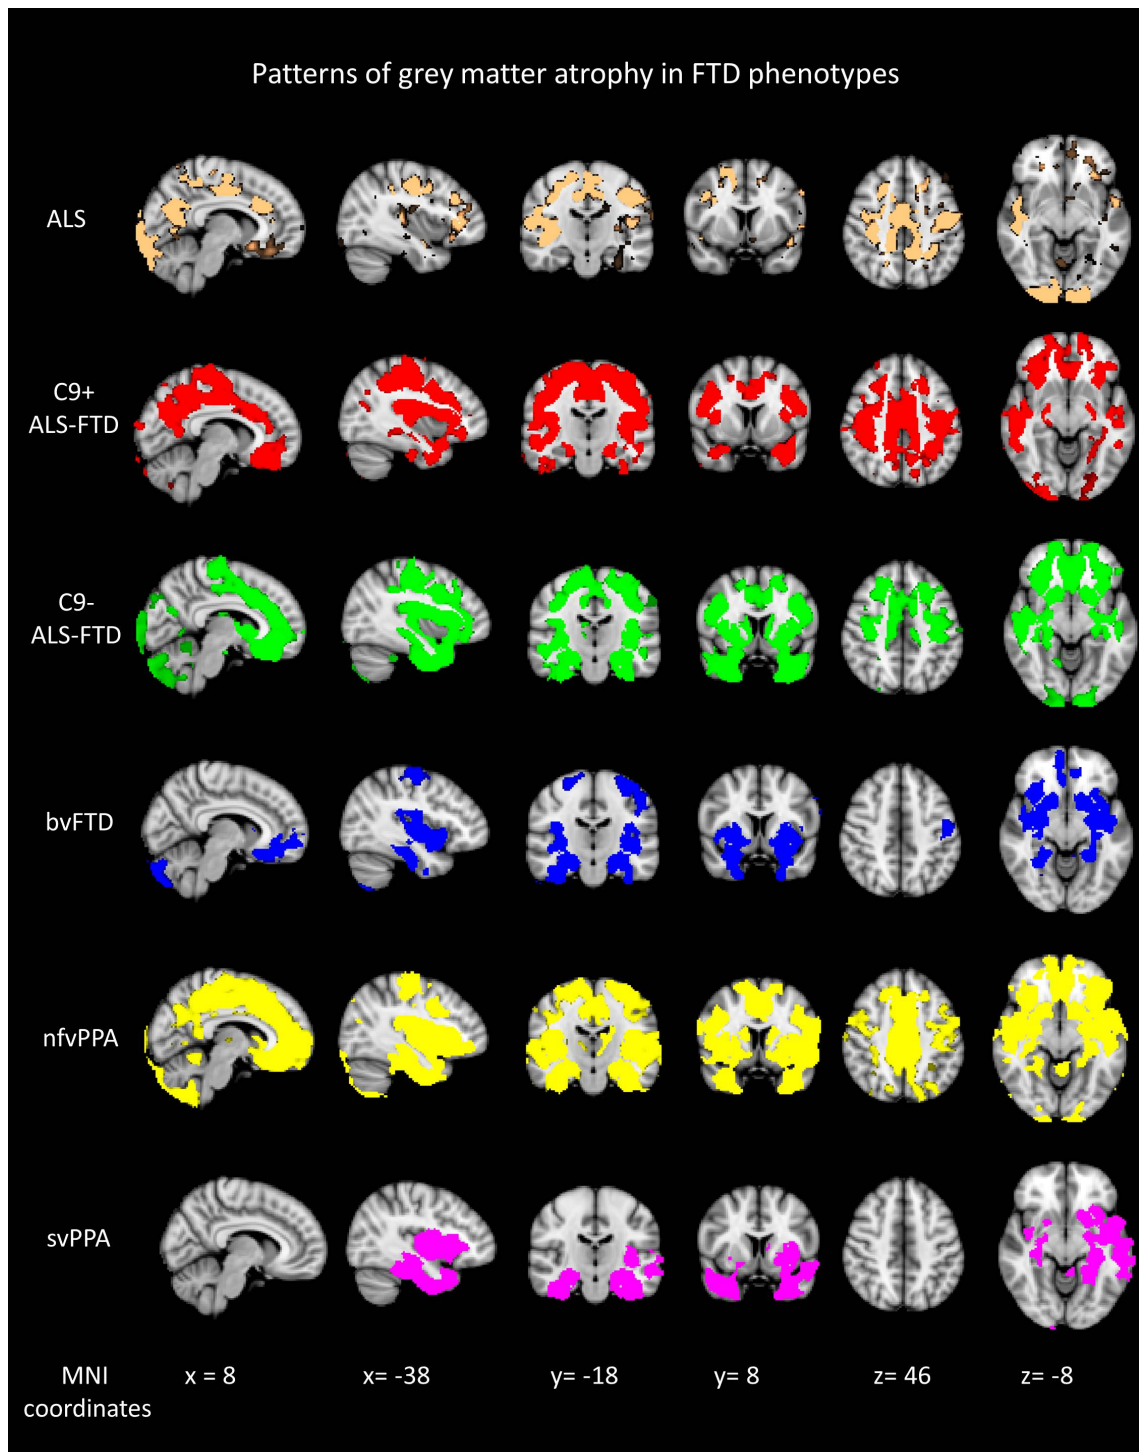 Patterns of grey matter atrophy in FTD phenotypes
ALS
C9+
ALS-FTD
C9-
ALS-FTD
bvFTD
nfvPPA
svPPA
MNI
coordinates
x = 8
x= -38
y= -18
y= 8
z= 46
z= -8